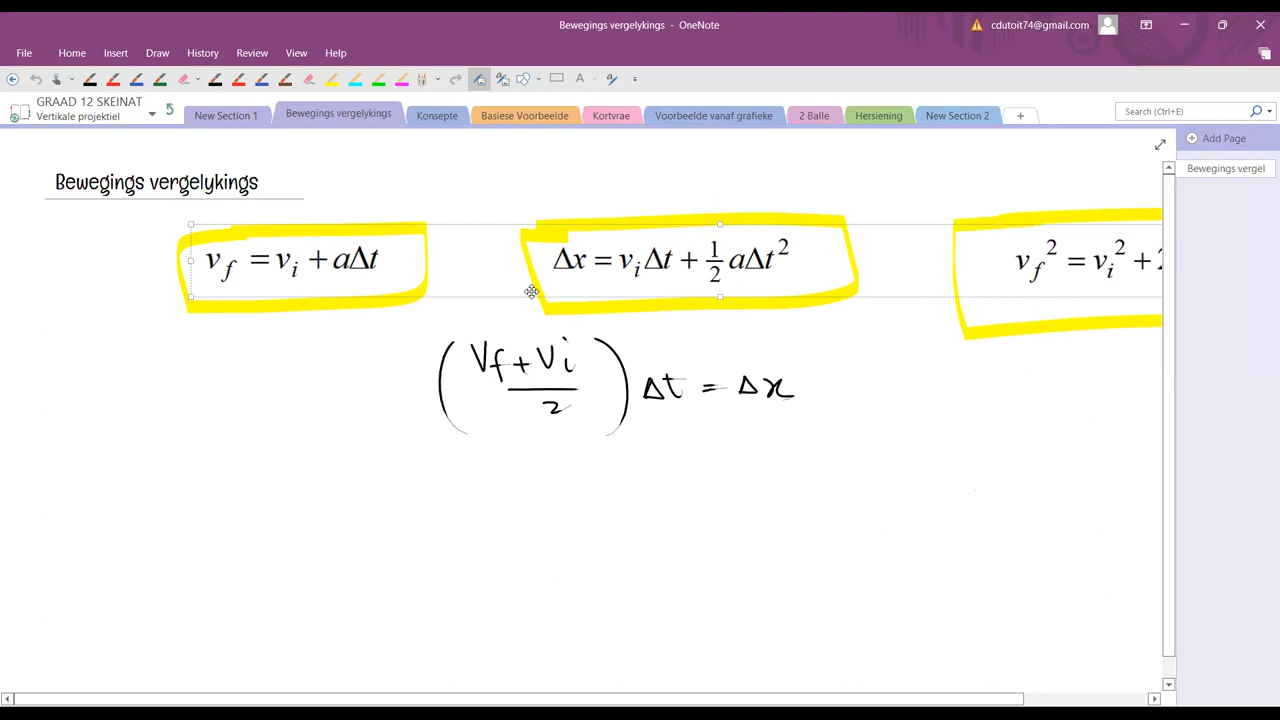 Bewegings vergelykings - OneNote
cdutoit74@gmail.com
File Home Insert Draw History Review View Help
A
GRAAD 12 SKEINAT
Vertikale projektiel
New Section 1 Bewegings vergelykings Konsepte Basiese Voorbeelde Kortvrae Voorbeelde vanaf grafieke 2 Balle Hersiening New Section 2 +
Search (Ctrl+E)
Add Page
Bewegings vergel
Bewegings vergelykings
v_f = v_i + aΔt
Δx = v_iΔt + ½ aΔt²
v_f² = v_i² + 2
(Vf + Vi / 2) Δt = Δx